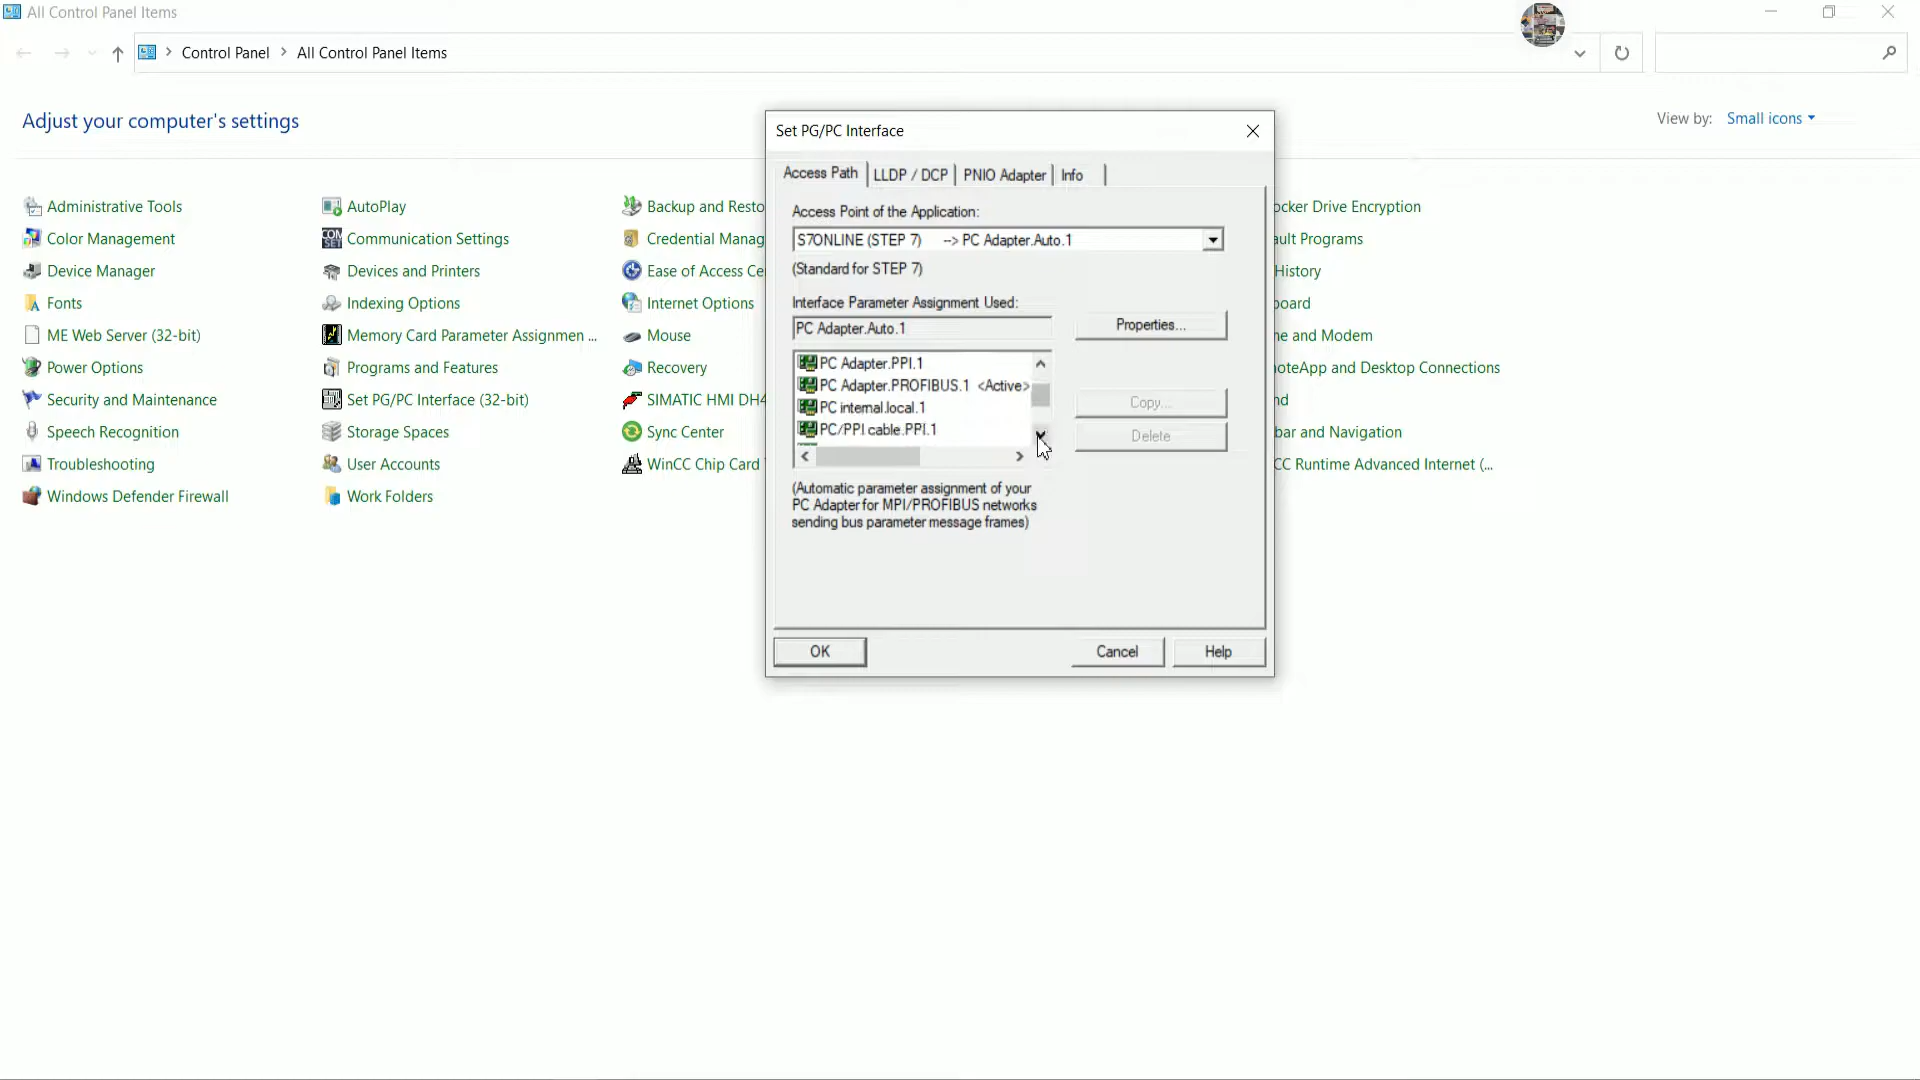 All Control Panel Items
Control Panel > All Control Panel Items
Adjust your computer's settings
View by: Small icons
Administrative Tools
Color Management
Device Manager
Fonts
ME Web Server (32-bit)
Power Options
Security and Maintenance
Speech Recognition
Troubleshooting
Windows Defender Firewall
AutoPlay
Communication Settings
Devices and Printers
Indexing Options
Memory Card Parameter Assignmen ...
Programs and Features
Set PG/PC Interface (32-bit)
Storage Spaces
User Accounts
Work Folders
Backup and Resto
Credential Manag
Ease of Access Ce
Internet Options
Mouse
Recovery
SIMATIC HMI DH4
Sync Center
WinCC Chip Card
Set PG/PC Interface
Access Path
LLDP / DCP
PNIO Adapter
Info
Access Point of the Application:
S7ONLINE (STEP 7) --> PC Adapter.Auto.1
(Standard for STEP 7)
Interface Parameter Assignment Used:
PC Adapter.Auto.1
Properties...
PC Adapter.PPI.1
PC Adapter.PROFIBUS.1 <Active>
PC internal.local.1
PC/PPI cable.PPI.1
Copy...
Delete
(Automatic parameter assignment of your
PC Adapter for MPI/PROFIBUS networks
sending bus parameter message frames)
OK
Cancel
Help
ocker Drive Encryption
ault Programs
History
board
ne and Modem
oteApp and Desktop Connections
nd
bar and Navigation
CC Runtime Advanced Internet (...